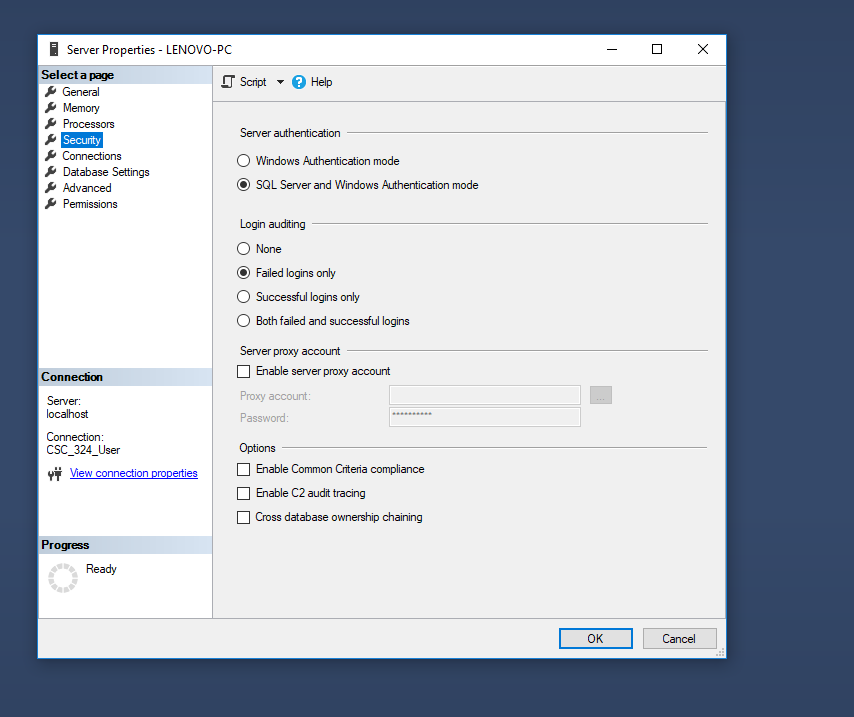 Server Properties - LENOVO-PC
Select a page
General
Memory
Processors
Security
Connections
Database Settings
Advanced
Permissions
Connection
Server:
localhost
Connection:
CSC_324_User
View connection properties
Progress
Ready
Script
Help
Server authentication
Windows Authentication mode
SQL Server and Windows Authentication mode
Login auditing
None
Failed logins only
Successful logins only
Both failed and successful logins
Server proxy account
Enable server proxy account
Proxy account:
...
Password: **********
Options
Enable Common Criteria compliance
Enable C2 audit tracing
Cross database ownership chaining
OK
Cancel